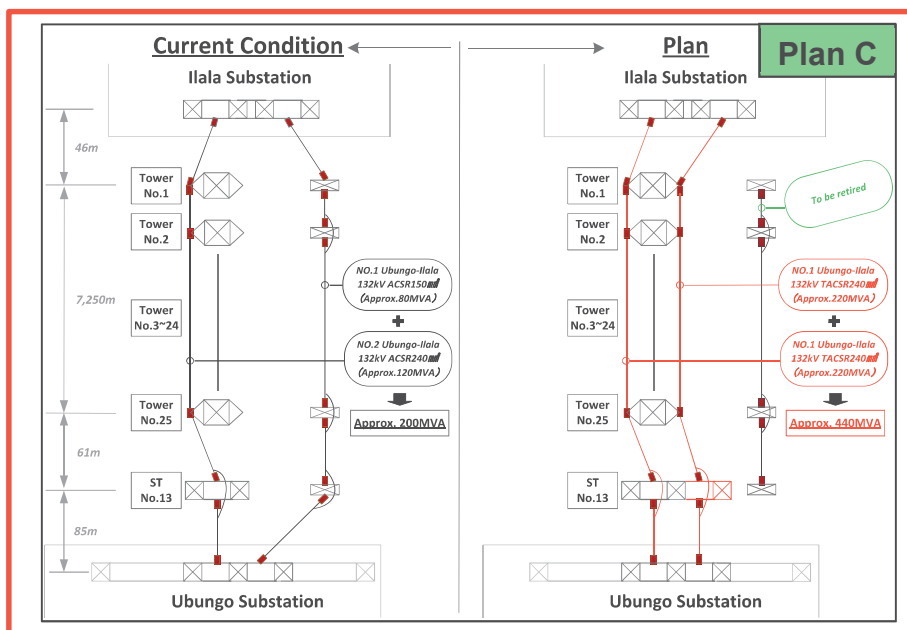 Current Condition
Plan
Plan C
Ilala Substation
Ilala Substation
46m
7,250m
61m
85m
Tower
No.1
Tower
No.2
Tower
No.3~24
Tower
No.25
ST
No.13
NO.1 Ubungo-Ilala
132kV ACSR150㎟
(Approx.80MVA)
+
NO.2 Ubungo-Ilala
132kV ACSR240㎟
(Approx.120MVA)
Approx. 200MVA
Ubungo Substation
Tower
No.1
Tower
No.2
Tower
No.3~24
Tower
No.25
ST
No.13
To be retired
NO.1 Ubungo-Ilala
132kV TACSR240㎟
(Approx.220MVA)
+
NO.1 Ubungo-Ilala
132kV TACSR240㎟
(Approx.220MVA)
Approx. 440MVA
Ubungo Substation